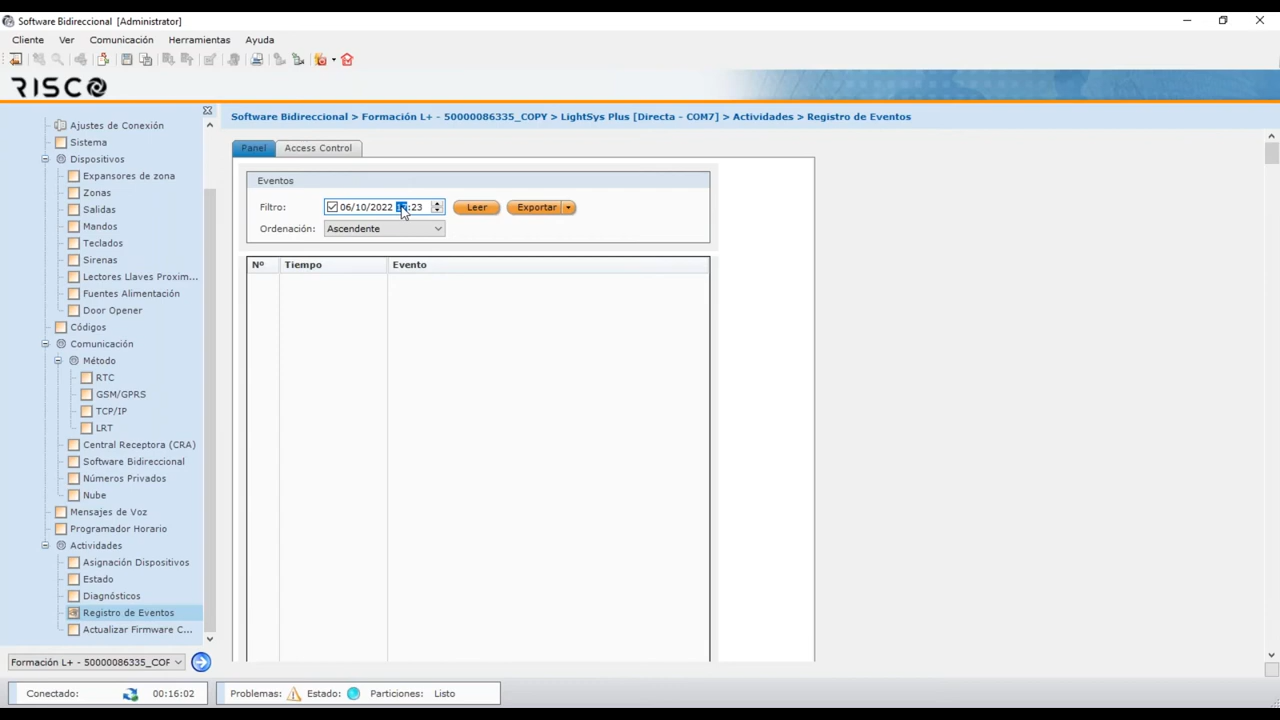 Software Bidireccional [Administrator]
Cliente Ver Comunicación Herramientas Ayuda
RISCO
Software Bidireccional > Formación L+ - 50000086335_COPY > LightSys Plus [Directa - COM7] > Actividades > Registro de Eventos
Ajustes de Conexión
Sistema
Dispositivos
Expansores de zona
Zonas
Salidas
Mandos
Teclados
Sirenas
Lectores Llaves Proxim...
Fuentes Alimentación
Door Opener
Códigos
Comunicación
Método
RTC
GSM/GPRS
TCP/IP
LRT
Central Receptora (CRA)
Software Bidireccional
Números Privados
Nube
Mensajes de Voz
Programador Horario
Actividades
Asignación Dispositivos
Estado
Diagnósticos
Registro de Eventos
Actualizar Firmware C...
Formación L+ - 50000086335_COF
Panel Access Control
Eventos
Filtro: 06/10/2022 :23 Leer Exportar
Ordenación: Ascendente
Nº Tiempo Evento
Conectado: 00:16:02 Problemas: Estado: Particiones: Listo